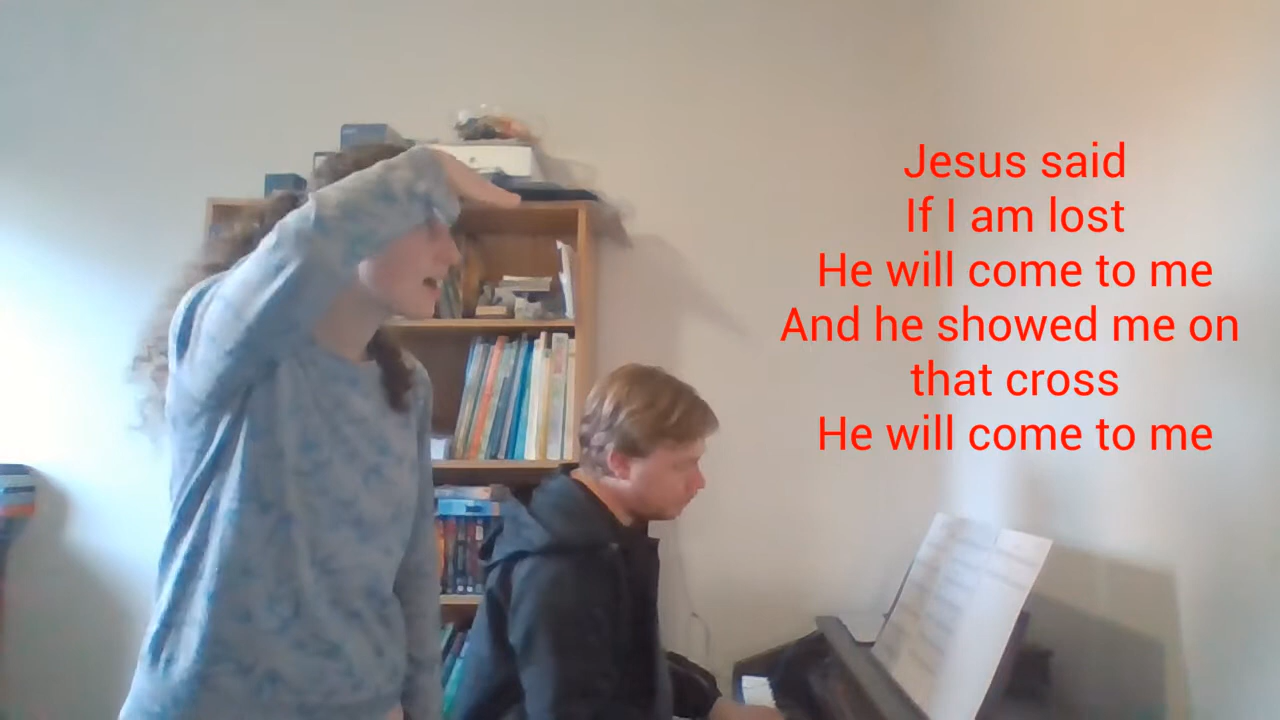 Jesus said
If I am lost
He will come to me
And he showed me on
that cross
He will come to me